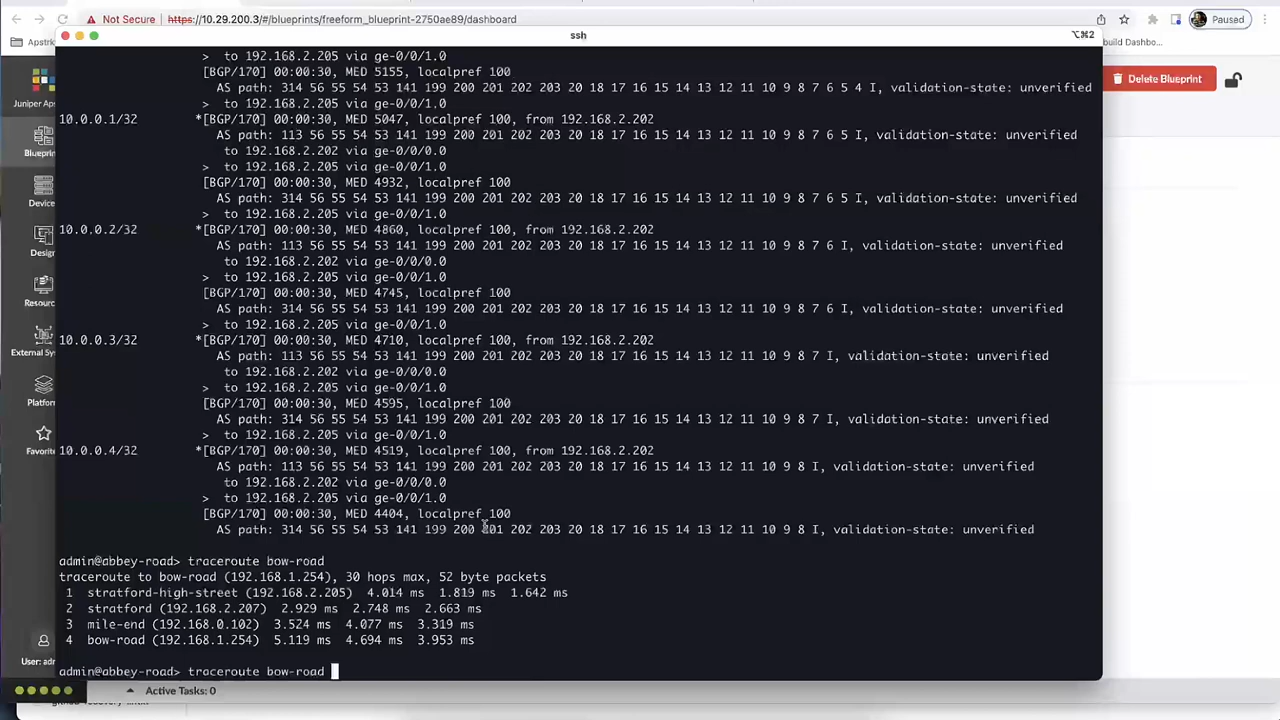 Not Secure https://10.29.200.3/#/blueprints/freeform_blueprint-2750ae89/dashboard
Paused
Apstr
ssh
⌥⌘2
build Dashbo...
Juniper Apstr
Delete Blueprint
> to 192.168.2.205 via ge-0/0/1.0
[BGP/170] 00:00:30, MED 5155, localpref 100
AS path: 314 56 55 54 53 141 199 200 201 202 203 20 18 17 16 15 14 13 12 11 10 9 8 7 6 5 4 I, validation-state: unverified
> to 192.168.2.205 via ge-0/0/1.0
10.0.0.1/32 *[BGP/170] 00:00:30, MED 5047, localpref 100, from 192.168.2.202
AS path: 113 56 55 54 53 141 199 200 201 202 203 20 18 17 16 15 14 13 12 11 10 9 8 7 6 5 I, validation-state: unverified
to 192.168.2.202 via ge-0/0/0.0
> to 192.168.2.205 via ge-0/0/1.0
[BGP/170] 00:00:30, MED 4932, localpref 100
AS path: 314 56 55 54 53 141 199 200 201 202 203 20 18 17 16 15 14 13 12 11 10 9 8 7 6 5 I, validation-state: unverified
> to 192.168.2.205 via ge-0/0/1.0
10.0.0.2/32 *[BGP/170] 00:00:30, MED 4860, localpref 100, from 192.168.2.202
AS path: 113 56 55 54 53 141 199 200 201 202 203 20 18 17 16 15 14 13 12 11 10 9 8 7 6 I, validation-state: unverified
to 192.168.2.202 via ge-0/0/0.0
> to 192.168.2.205 via ge-0/0/1.0
[BGP/170] 00:00:30, MED 4745, localpref 100
AS path: 314 56 55 54 53 141 199 200 201 202 203 20 18 17 16 15 14 13 12 11 10 9 8 7 6 I, validation-state: unverified
> to 192.168.2.205 via ge-0/0/1.0
10.0.0.3/32 *[BGP/170] 00:00:30, MED 4710, localpref 100, from 192.168.2.202
AS path: 113 56 55 54 53 141 199 200 201 202 203 20 18 17 16 15 14 13 12 11 10 9 8 7 I, validation-state: unverified
to 192.168.2.202 via ge-0/0/0.0
> to 192.168.2.205 via ge-0/0/1.0
[BGP/170] 00:00:30, MED 4595, localpref 100
AS path: 314 56 55 54 53 141 199 200 201 202 203 20 18 17 16 15 14 13 12 11 10 9 8 7 I, validation-state: unverified
> to 192.168.2.205 via ge-0/0/1.0
10.0.0.4/32 *[BGP/170] 00:00:30, MED 4519, localpref 100, from 192.168.2.202
AS path: 113 56 55 54 53 141 199 200 201 202 203 20 18 17 16 15 14 13 12 11 10 9 8 I, validation-state: unverified
to 192.168.2.202 via ge-0/0/0.0
> to 192.168.2.205 via ge-0/0/1.0
[BGP/170] 00:00:30, MED 4404, localpref 100
AS path: 314 56 55 54 53 141 199 200 201 202 203 20 18 17 16 15 14 13 12 11 10 9 8 I, validation-state: unverified
admin@abbey-road> traceroute bow-road
traceroute to bow-road (192.168.1.254), 30 hops max, 52 byte packets
1 stratford-high-street (192.168.2.205) 4.014 ms 1.819 ms 1.642 ms
2 stratford (192.168.2.207) 2.929 ms 2.748 ms 2.663 ms
3 mile-end (192.168.0.102) 3.524 ms 4.077 ms 3.319 ms
4 bow-road (192.168.1.254) 5.119 ms 4.694 ms 3.953 ms
admin@abbey-road> traceroute bow-road
Blueprin
Device
Desig
Resourc
External Sy
Platfor
Favorite
User: adm
Active Tasks: 0